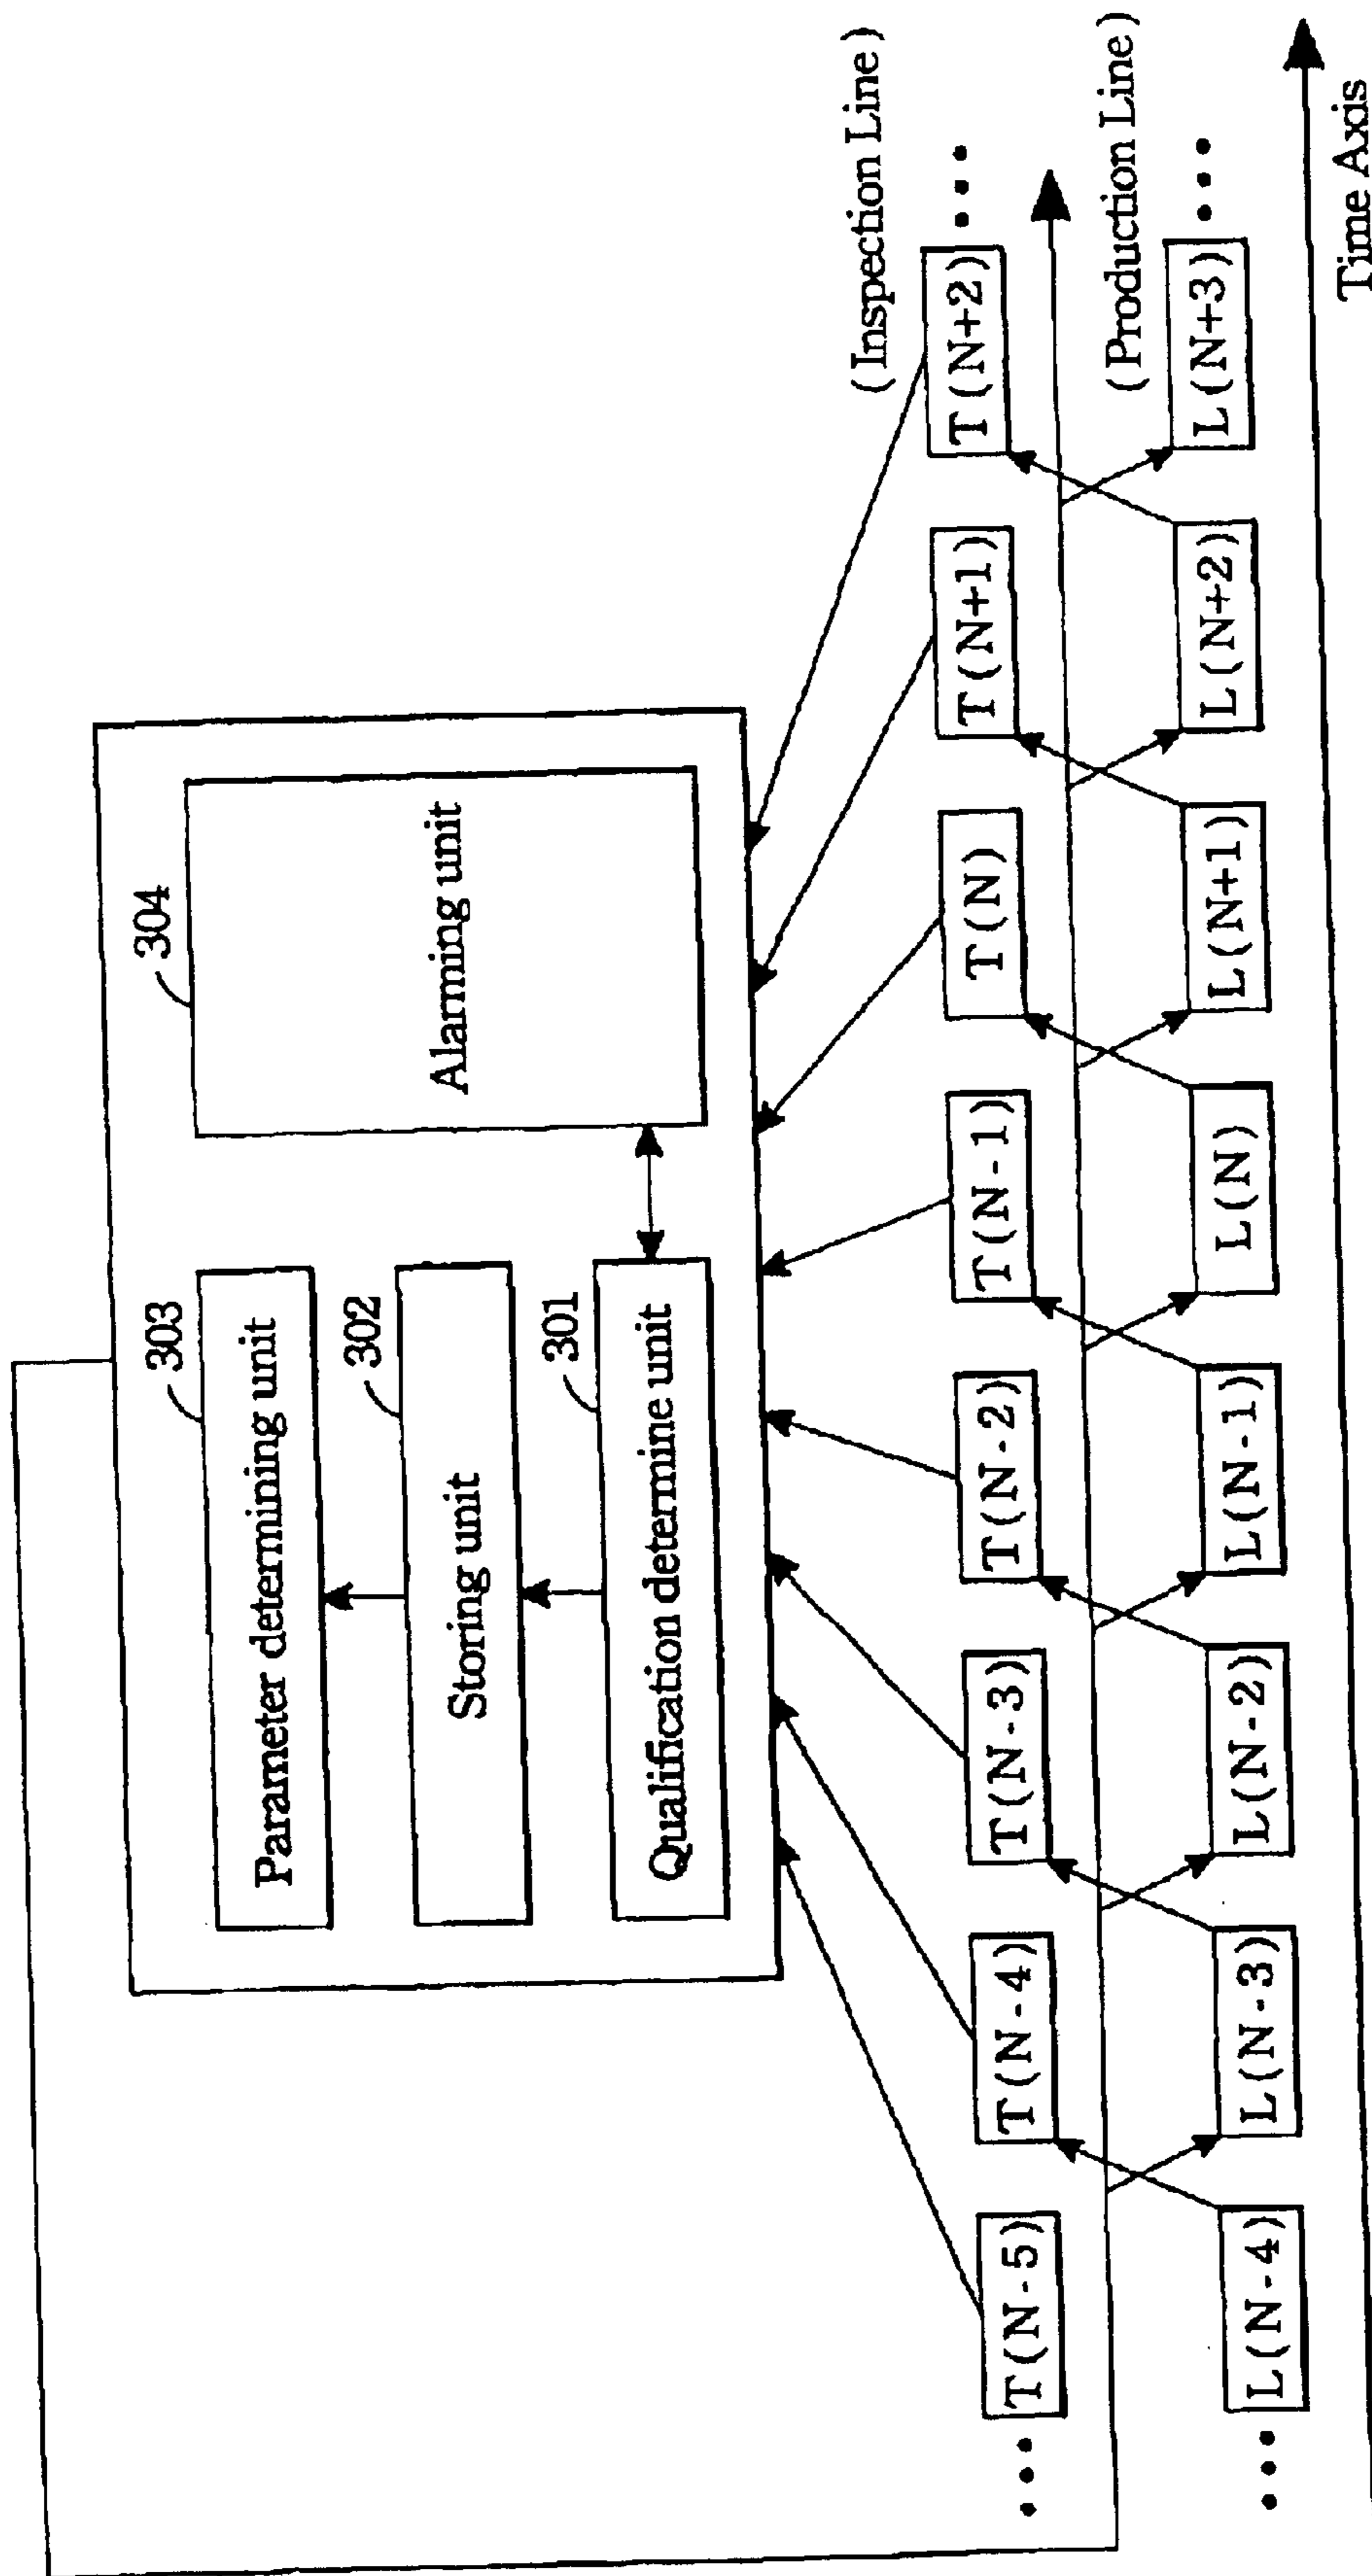 304
303
Parameter determining unit
302
Storing unit
301
Qualification determine unit
Alarming unit
(Inspection Line)
••• T(N-5) T(N-4) T(N-3) T(N-2) T(N-1) T(N) T(N+1) T(N+2) •••
(Production Line)
••• L(N-4) L(N-3) L(N-2) L(N-1) L(N) L(N+1) L(N+2) L(N+3) •••
Time Axis